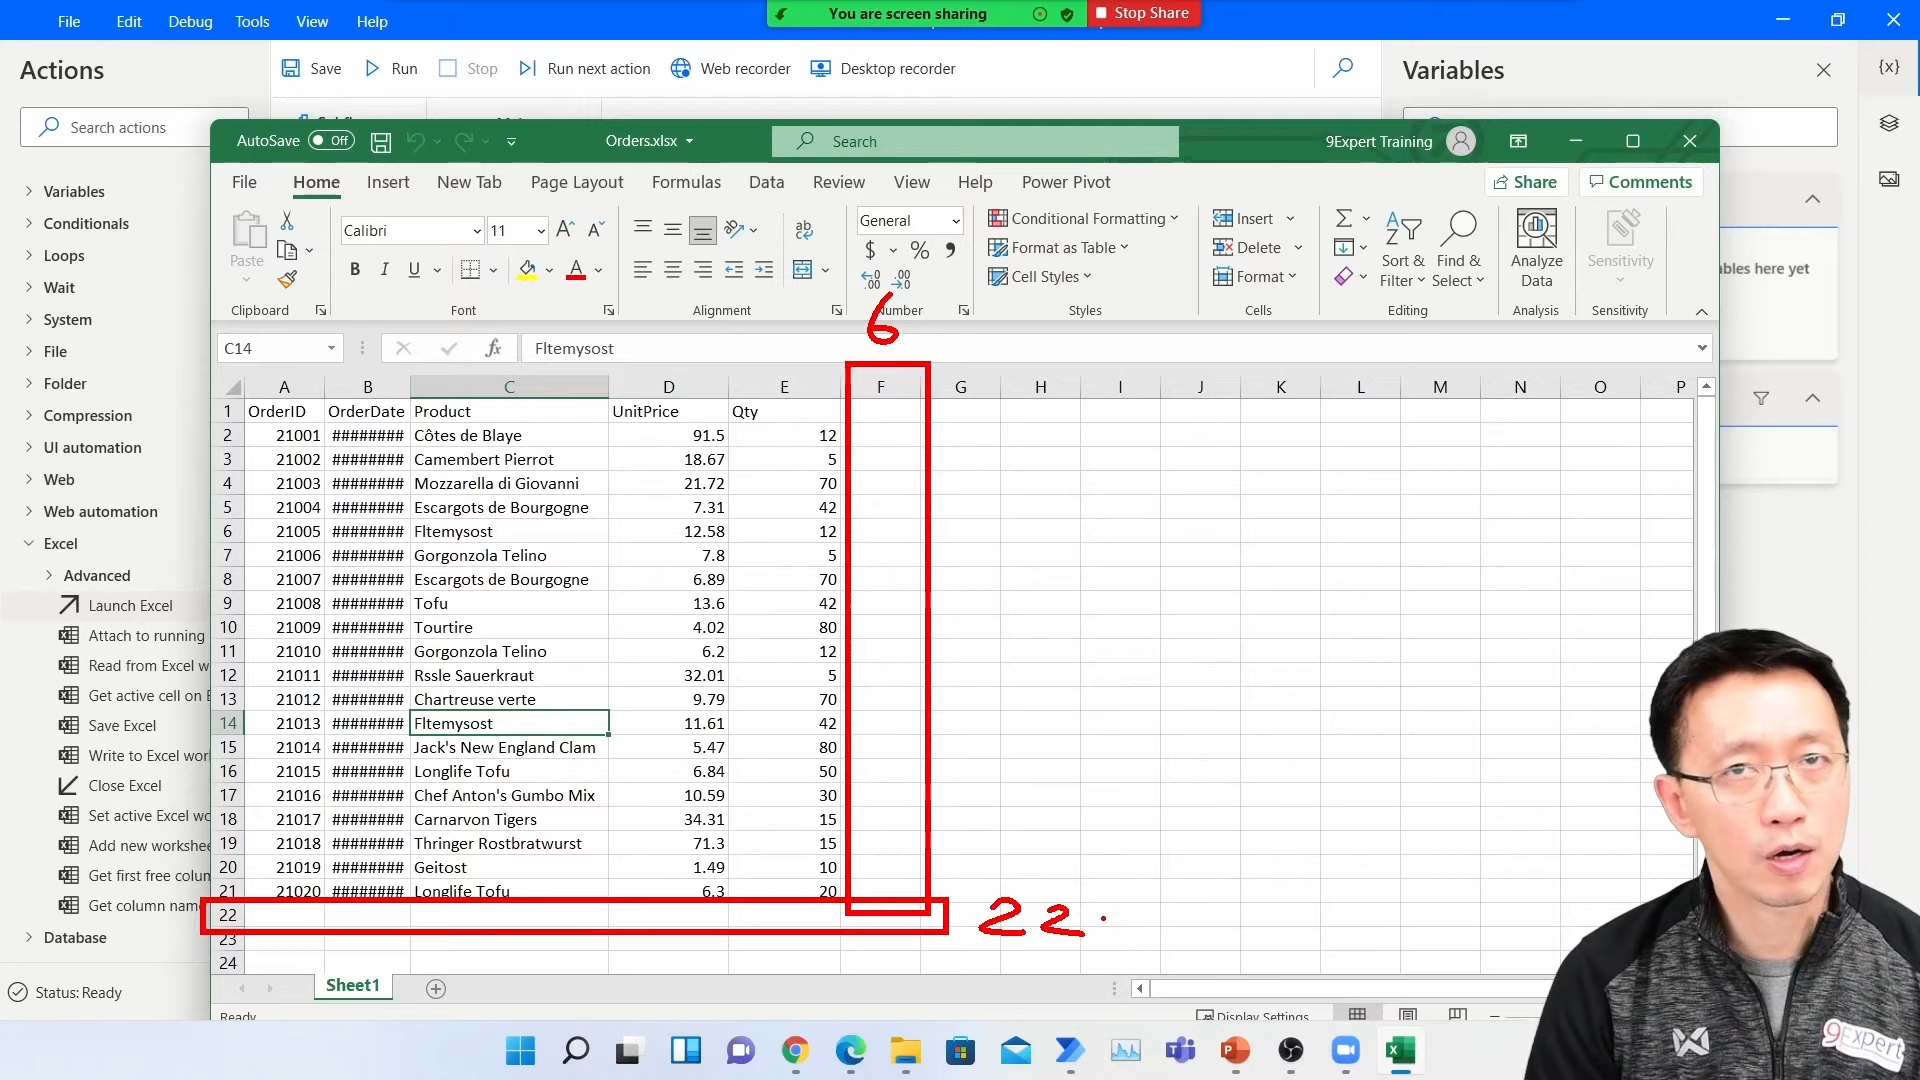 File Edit Debug Tools View Help
You are screen sharing Stop Share
Actions
Save Run Stop Run next action Web recorder Desktop recorder
Variables
{x}
Search actions
AutoSave Off Orders.xlsx Search 9Expert Training
File Home Insert New Tab Page Layout Formulas Data Review View Help Power Pivot Share Comments
Paste
Calibri 11
B I U
General
$ % ,
Conditional Formatting
Format as Table
Cell Styles
Insert
Delete
Format
Sort & Filter
Find & Select
Analyze Data
Sensitivity
Clipboard Font Alignment Number Styles Cells Editing Analysis Sensitivity
6
C14 fx Fltemysost
A B C D E F G H I J K L M N O P
1 OrderID OrderDate Product UnitPrice Qty
2 21001 ######## Côtes de Blaye 91.5 12
3 21002 ######## Camembert Pierrot 18.67 5
4 21003 ######## Mozzarella di Giovanni 21.72 70
5 21004 ######## Escargots de Bourgogne 7.31 42
6 21005 ######## Fltemysost 12.58 12
7 21006 ######## Gorgonzola Telino 7.8 5
8 21007 ######## Escargots de Bourgogne 6.89 70
9 21008 ######## Tofu 13.6 42
10 21009 ######## Tourtire 4.02 80
11 21010 ######## Gorgonzola Telino 6.2 12
12 21011 ######## Rssle Sauerkraut 32.01 5
13 21012 ######## Chartreuse verte 9.79 70
14 21013 ######## Fltemysost 11.61 42
15 21014 ######## Jack's New England Clam 5.47 80
16 21015 ######## Longlife Tofu 6.84 50
17 21016 ######## Chef Anton's Gumbo Mix 10.59 30
18 21017 ######## Carnarvon Tigers 34.31 15
19 21018 ######## Thringer Rostbratwurst 71.3 15
20 21019 ######## Geitost 1.49 10
21 21020 ######## Longlife Tofu 6.3 20
22
22
23
24
Sheet1
Ready
Display Settings
Variables
Conditionals
Loops
Wait
System
File
Folder
Compression
UI automation
Web
Web automation
Excel
Advanced
Launch Excel
Attach to running
Read from Excel w
Get active cell on E
Save Excel
Write to Excel wor
Close Excel
Set active Excel wo
Add new workshee
Get first free colum
Get column name
Database
Status: Ready
ables here yet
9Expert